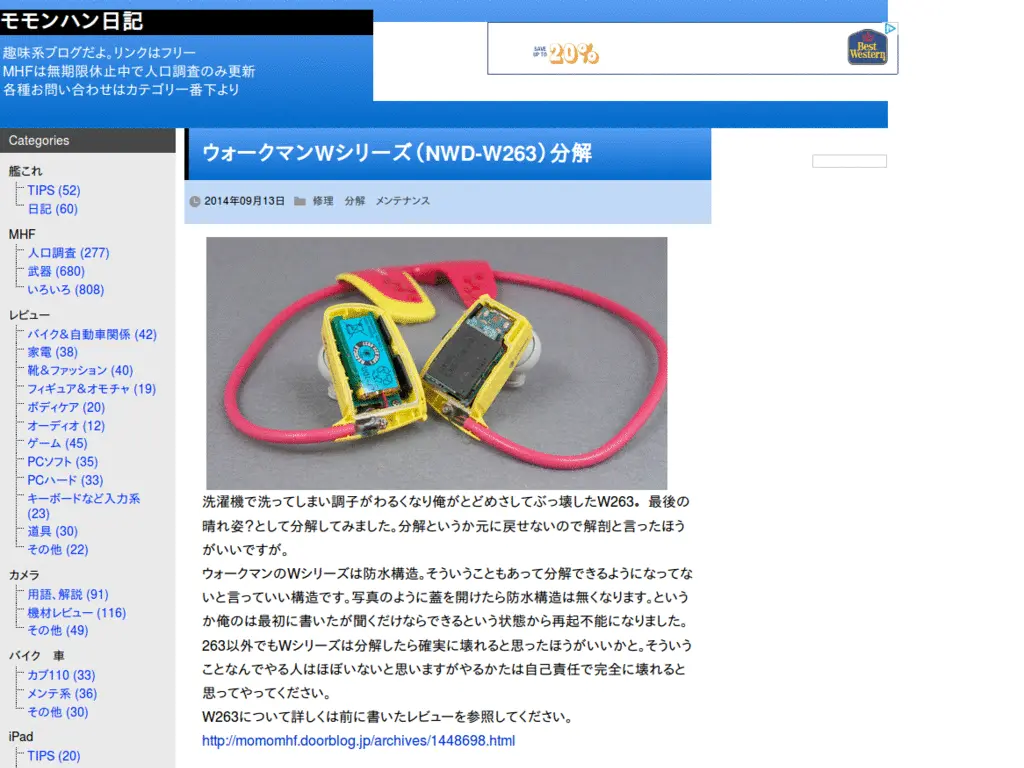 モモンハン日記
趣味系ブログだよ。リンクはフリー
MHFは無期限休止中で人口調査のみ更新
各種お問い合わせはカテゴリー番下より
SAVE UP TO 20%
Best Western
Categories
艦これ
TIPS (52)
日記 (60)
MHF
人口調査 (277)
武器 (680)
いろいろ (808)
レビュー
バイク&自動車関係 (42)
家電 (38)
靴&ファッション (40)
フィギュア&オモチャ (19)
ボディケア (20)
オーディオ (12)
ゲーム (45)
PCソフト (35)
PCハード (33)
キーボードなど入力系
(23)
道具 (30)
その他 (22)
カメラ
用語、解説 (91)
機材レビュー (116)
その他 (49)
バイク　車
カブ110 (33)
メンテ系 (36)
その他 (30)
iPad
TIPS (20)
ウォークマンWシリーズ(NWD-W263)分解
2014年09月13日 修理 分解 メンテナンス
洗濯機で洗ってしまい調子がわるくなり俺がとどめさしてぶっ壊したW263。最後の
晴れ姿?として分解してみました。分解というか元に戻せないので解剖と言ったほう
がいいですが。
ウォークマンのWシリーズは防水構造。そういうこともあって分解できるようになってな
いと言っていい構造です。写真のように蓋を開けたら防水構造は無くなります。という
か俺のは最初に書いたが聞くだけならできるという状態から再起不能になりました。
263以外でもWシリーズは分解したら確実に壊れると思ったほうがいいかと。そういう
ことなんでやる人はほぼいないと思いますがやるかたは自己責任で完全に壊れると
思ってやってください。
W263について詳しくは前に書いたレビューを参照してください。
http://momomhf.doorblog.jp/archives/1448698.html